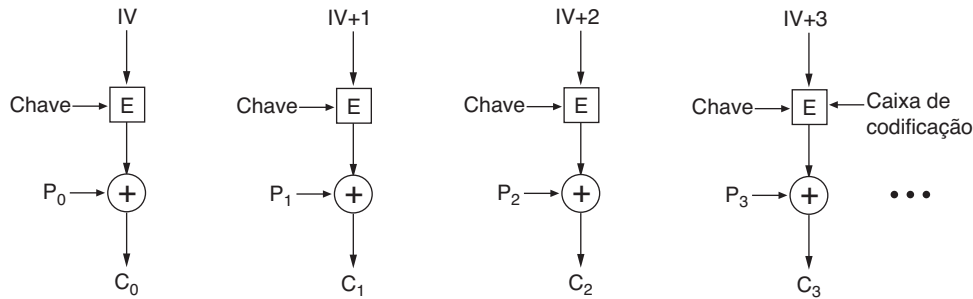 IV IV+1 IV+2 IV+3
Chave E Chave E Chave E Chave E Caixa de
codificação
P0 + P1 + P2 + P3 + •••
C0 C1 C2 C3